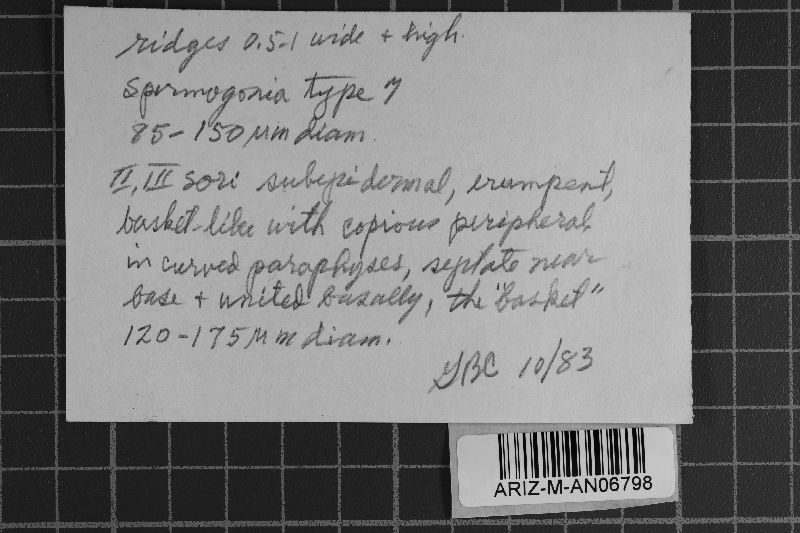 ridges 0.5-1 wide + high.
Spermogonia type 7
85-150 µm diam.
II, III sori subepidermal, erumpent,
basket-like with copious peripheral
incurved paraphyses, septate near
base + united basally, the "basket"
120-175 µm diam.
GBC 10/83
ARIZ-M-AN06798